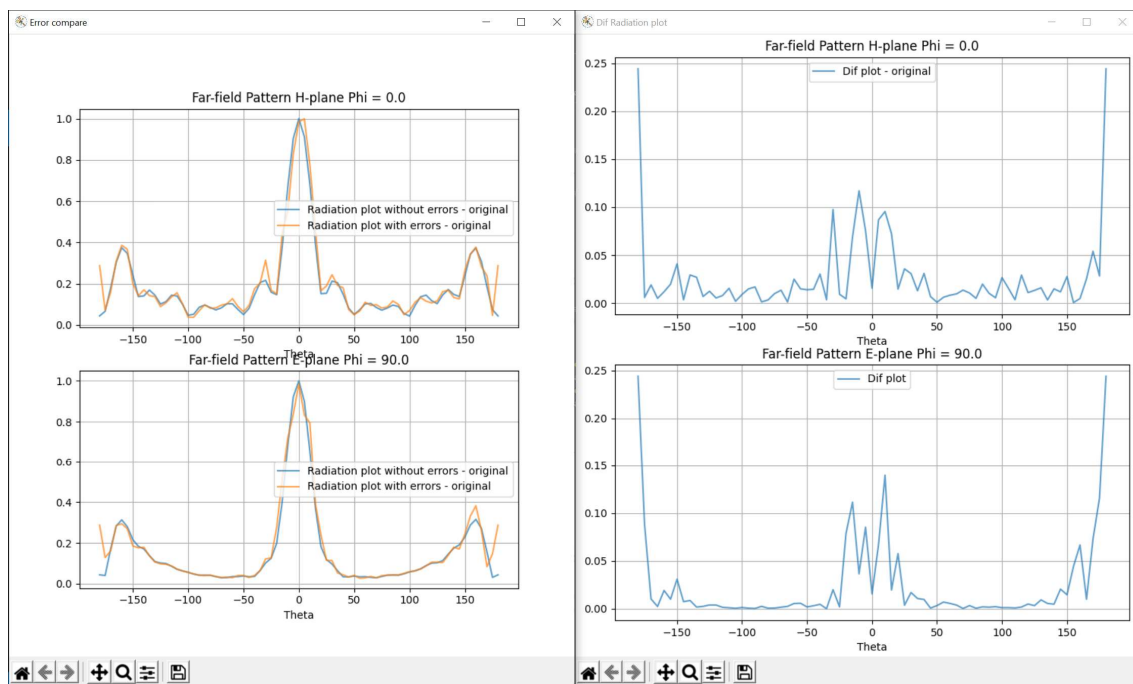 Error compare
Far-field Pattern H-plane Phi = 0.0
1.0
0.8
0.6
0.4
0.2
0.0
Radiation plot without errors - original
Radiation plot with errors - original
−150 −100 −50 0 50 100 150
Theta
Far-field Pattern E-plane Phi = 90.0
1.0
0.8
0.6
0.4
0.2
0.0
Radiation plot without errors - original
Radiation plot with errors - original
−150 −100 −50 0 50 100 150
Theta
Dif Radiation plot
Far-field Pattern H-plane Phi = 0.0
Dif plot - original
0.25
0.20
0.15
0.10
0.05
0.00
−150 −100 −50 0 50 100 150
Theta
Far-field Pattern E-plane Phi = 90.0
Dif plot
0.25
0.20
0.15
0.10
0.05
0.00
−150 −100 −50 0 50 100 150
Theta